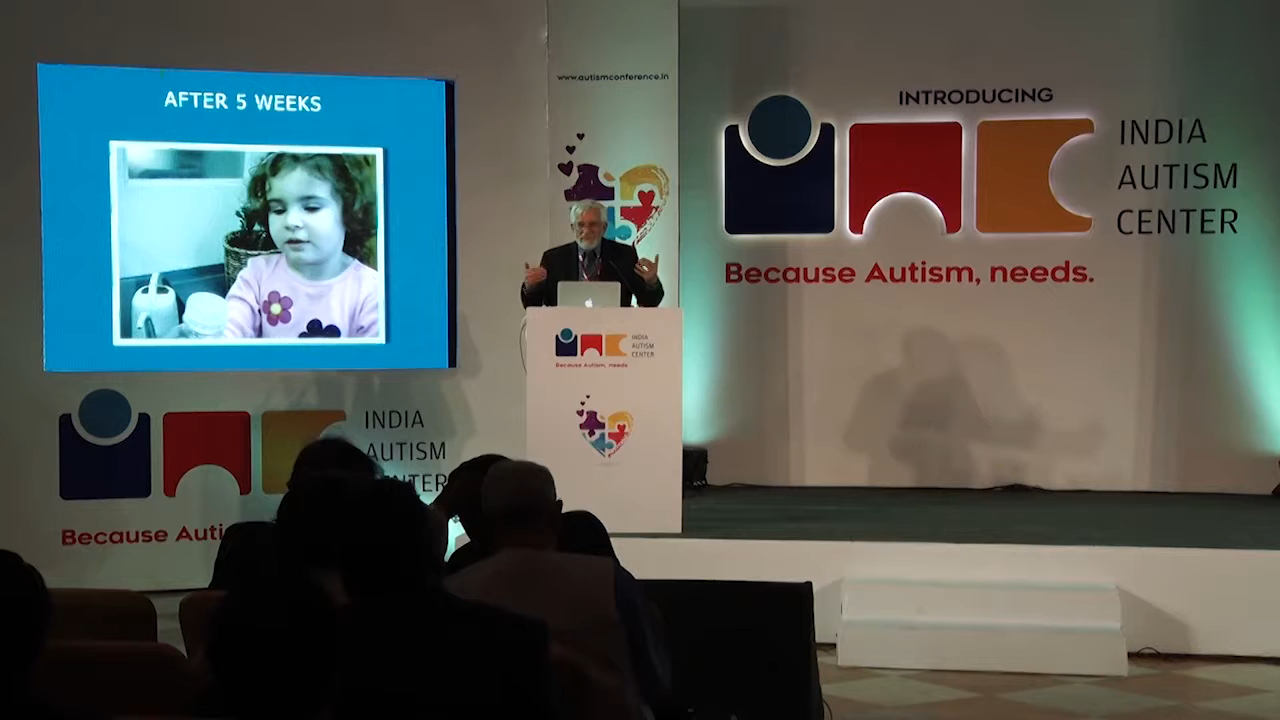 AFTER 5 WEEKS
www.autismconference.in
INTRODUCING
INDIA
AUTISM
CENTER
Because Autism, needs.
INDIA
AUTISM
CENTER
Because Autism, needs
INDIA
AUTISM
Because